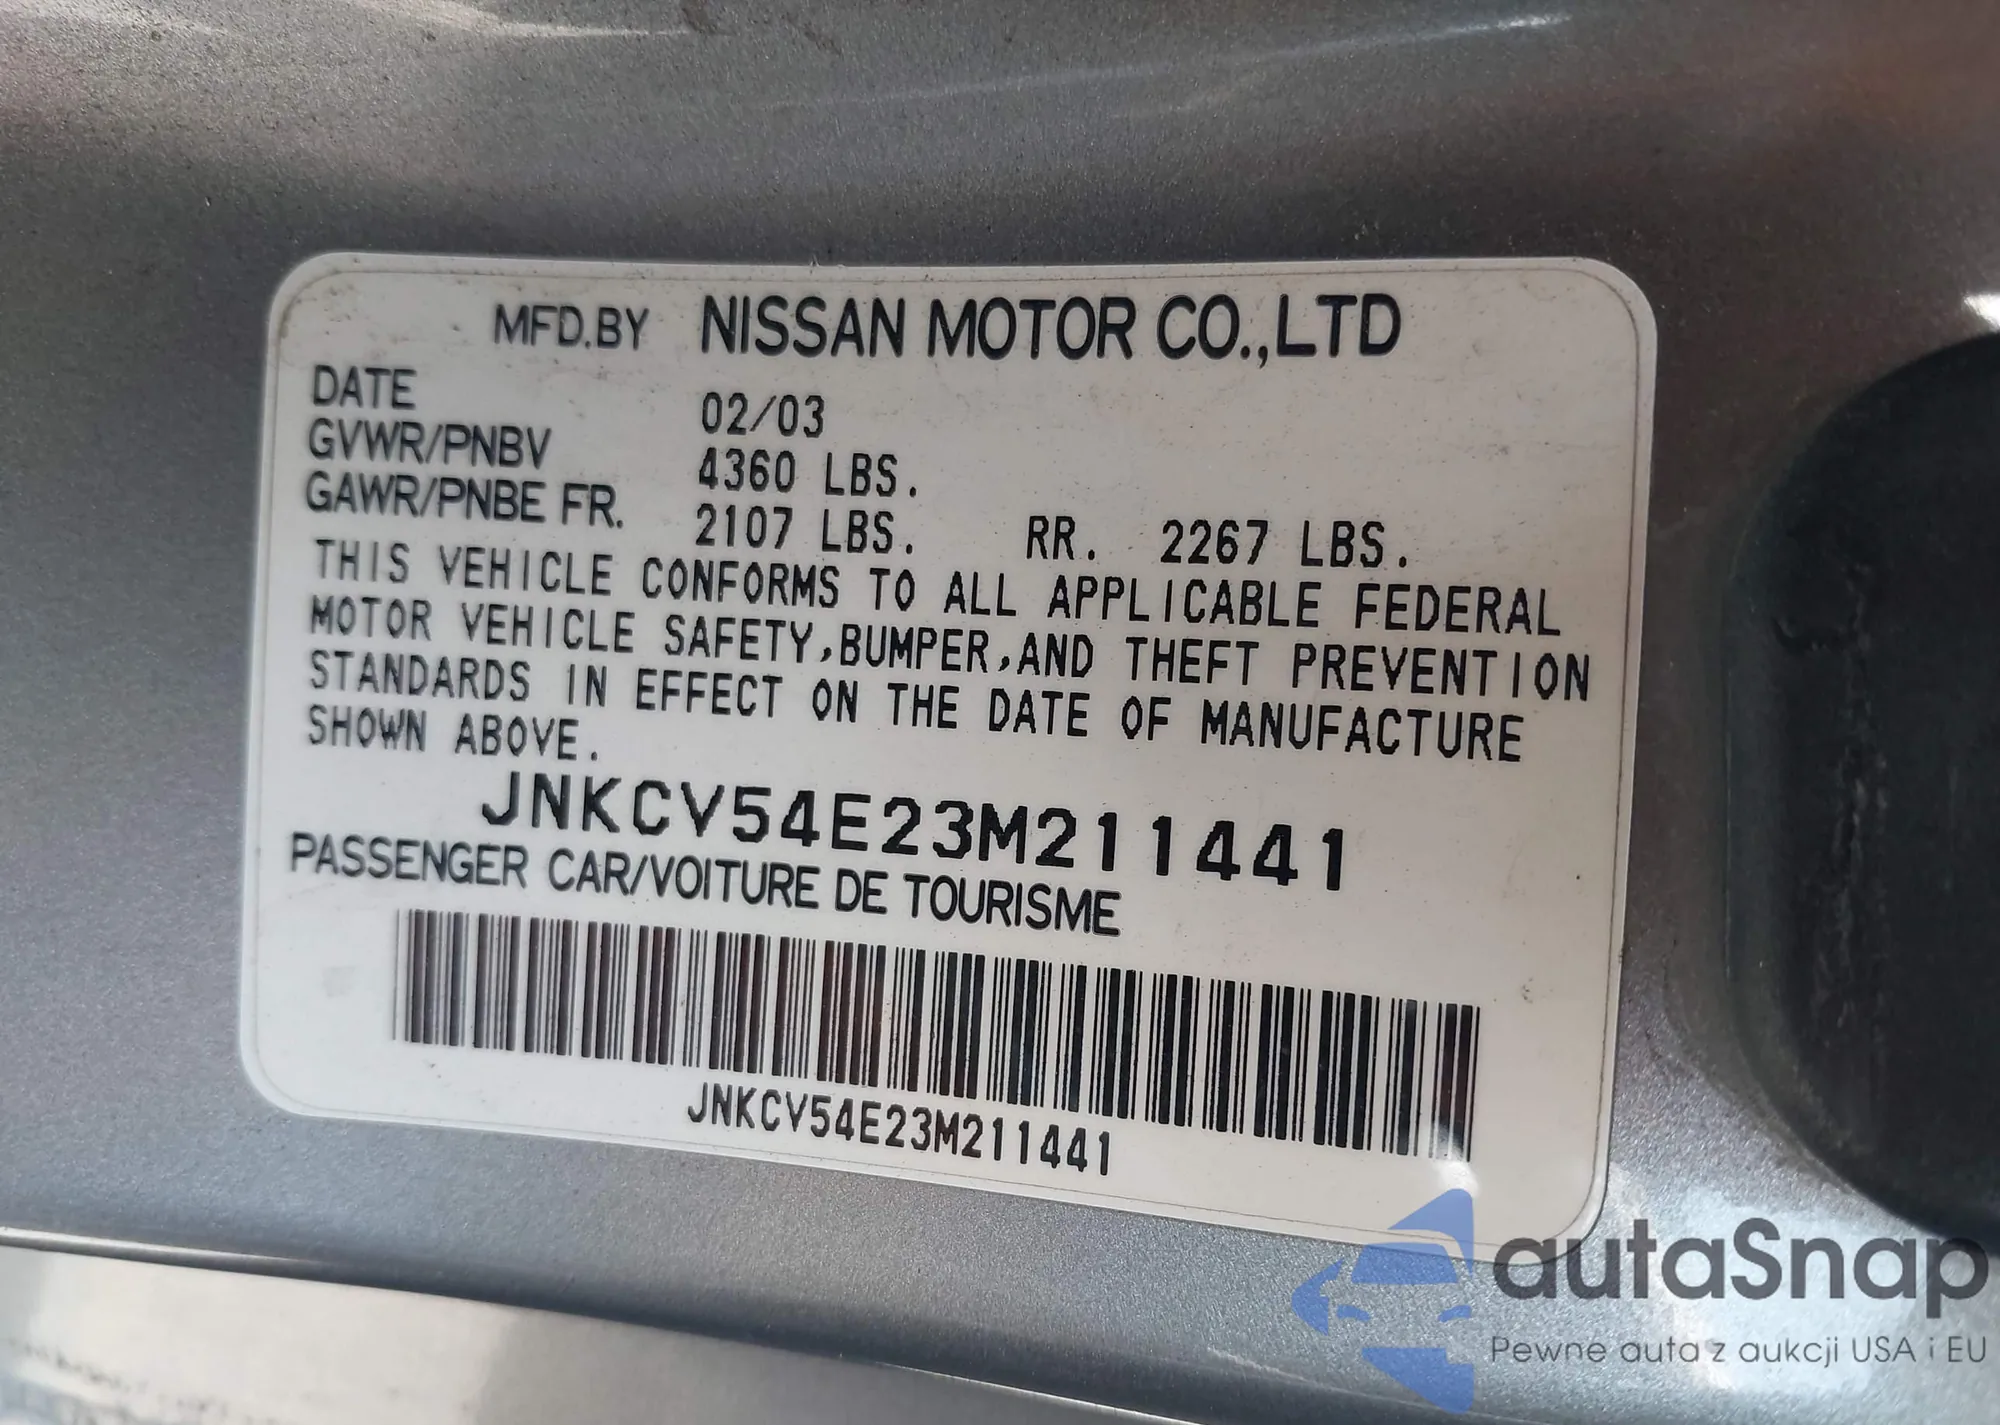 MFD.BY NISSAN MOTOR CO.,LTD
DATE 02/03
GVWR/PNBV 4360 LBS.
GAWR/PNBE FR. 2107 LBS. RR. 2267 LBS.
THIS VEHICLE CONFORMS TO ALL APPLICABLE FEDERAL
MOTOR VEHICLE SAFETY,BUMPER,AND THEFT PREVENTION
STANDARDS IN EFFECT ON THE DATE OF MANUFACTURE
SHOWN ABOVE.
JNKCV54E23M211441
PASSENGER CAR/VOITURE DE TOURISME
JNKCV54E23M211441
autaSnap
Pewne auta z aukcji USA i EU